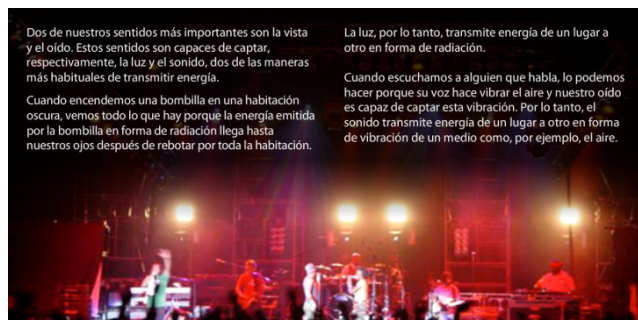 Dos de nuestros sentidos más importantes son la vista
y el oído. Estos sentidos son capaces de captar,
respectivamente, la luz y el sonido, dos de las maneras
más habituales de transmitir energía.
Cuando encendemos una bombilla en una habitación
oscura, vemos todo lo que hay porque la energía emitida
por la bombilla en forma de radiación llega hasta
nuestros ojos después de rebotar por toda la habitación.
La luz, por lo tanto, transmite energía de un lugar a
otro en forma de radiación.
Cuando escuchamos a alguien que habla, lo podemos
hacer porque su voz hace vibrar el aire y nuestro oído
es capaz de captar esta vibración. Por lo tanto, el
sonido transmite energía de un lugar a otro en forma
de vibración de un medio como, por ejemplo, el aire.